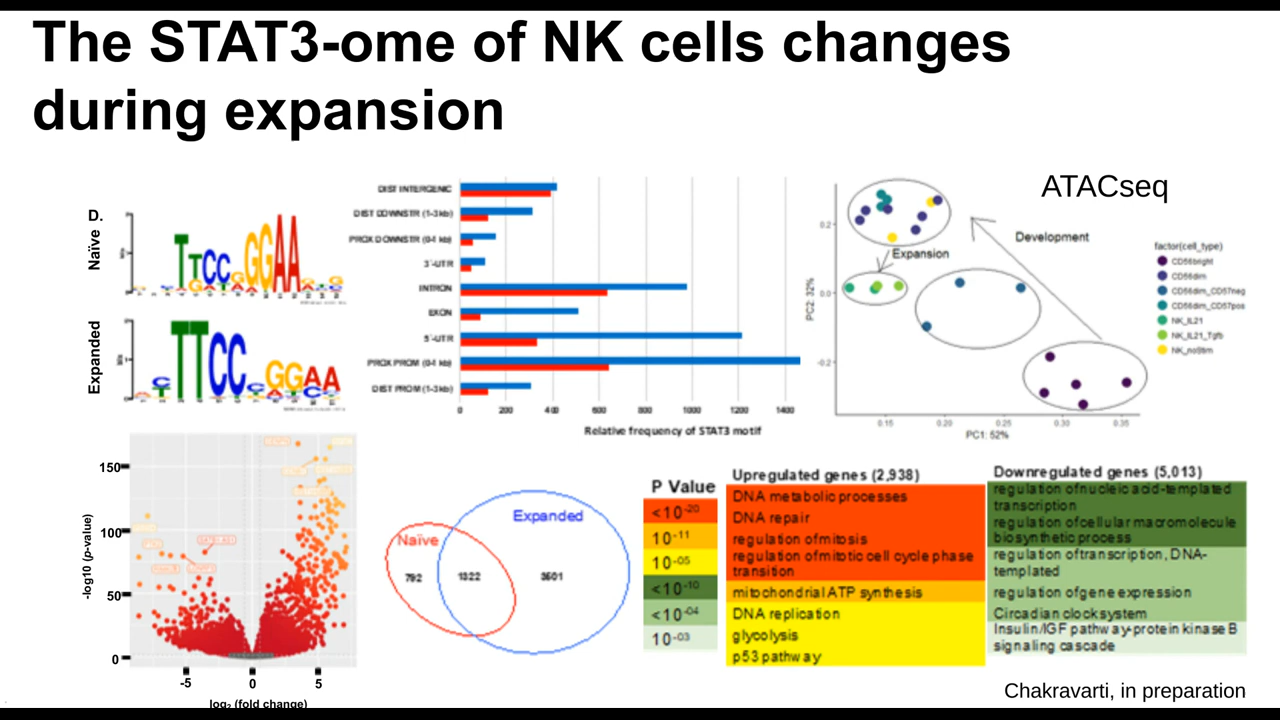 The STAT3-ome of NK cells changes
during expansion
D.
Naïve
Expanded
DIST INTERGENIC
DIST DOWNSTR (1-3 kb)
PROX DOWNSTR (0-1 kb)
3'-UTR
INTRON
EXON
5'-UTR
PROX PROM (0-1 kb)
DIST PROM (1-3 kb)
0 200 400 600 800 1000 1200 1400
Relative frequency of STAT3 motif
ATACseq
Development
Expansion
PC2: 32%
0.2
0.0
-0.2
0.15 0.20 0.25 0.30 0.35
PC1: 52%
factor(cell_type)
CD56bright
CD56dim
CD56dim_CD57neg
CD56dim_CD57pos
NK_IL21
NK_IL21_Tgfb
NK_noStim
-log10 (p-value)
150
100
50
0
-5 0 5
log₂ (fold change)
Naïve
Expanded
792 1322 3601
P Value
<10⁻²⁰
10⁻¹¹
10⁻⁰⁵
<10⁻¹⁰
<10⁻⁰⁴
10⁻⁰³
Upregulated genes (2,938)
DNA metabolic processes
DNA repair
regulation of mitosis
regulation of mitotic cell cycle phase
transition
mitochondrial ATP synthesis
DNA replication
glycolysis
p53 pathway
Downregulated genes (5,013)
regulation of nucleic acid-templated
transcription
regulation of cellular macromolecule
biosynthetic process
regulation of transcription, DNA-
templated
regulation of gene expression
Circadian clock system
Insulin/IGF pathway-protein kinase B
signaling cascade
Chakravarti, in preparation